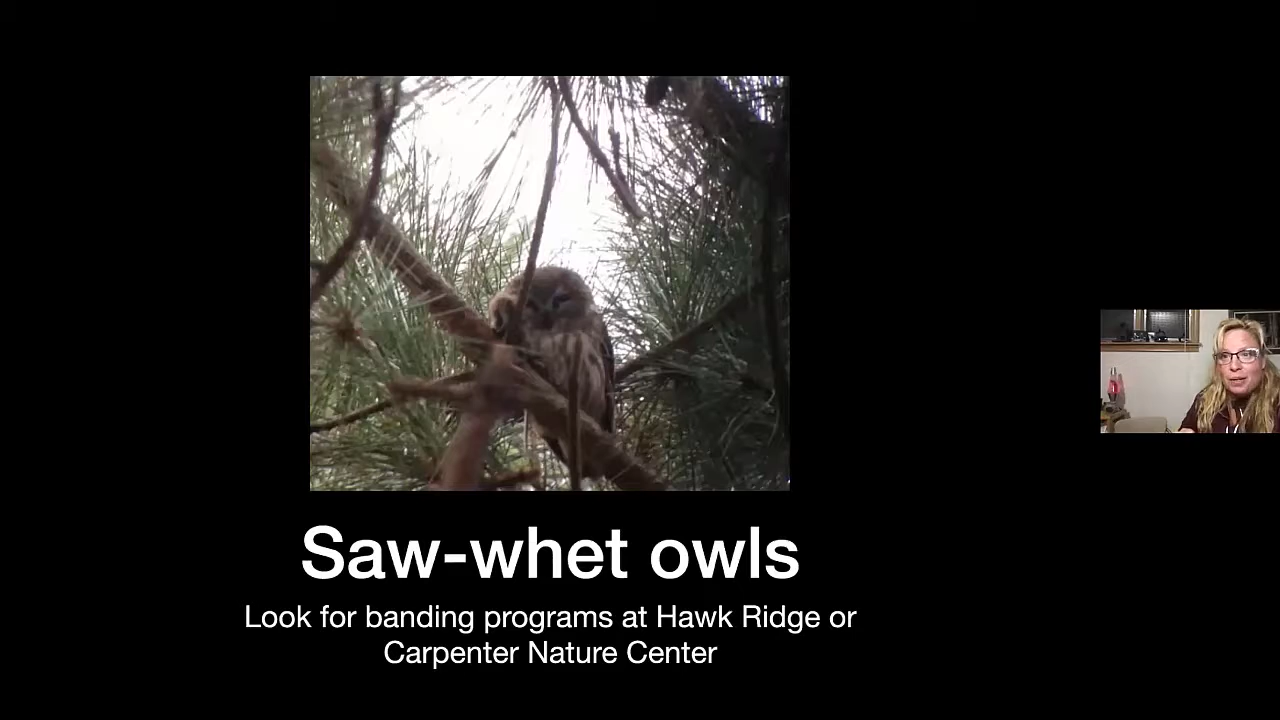 Saw-whet owls
Look for banding programs at Hawk Ridge or
Carpenter Nature Center